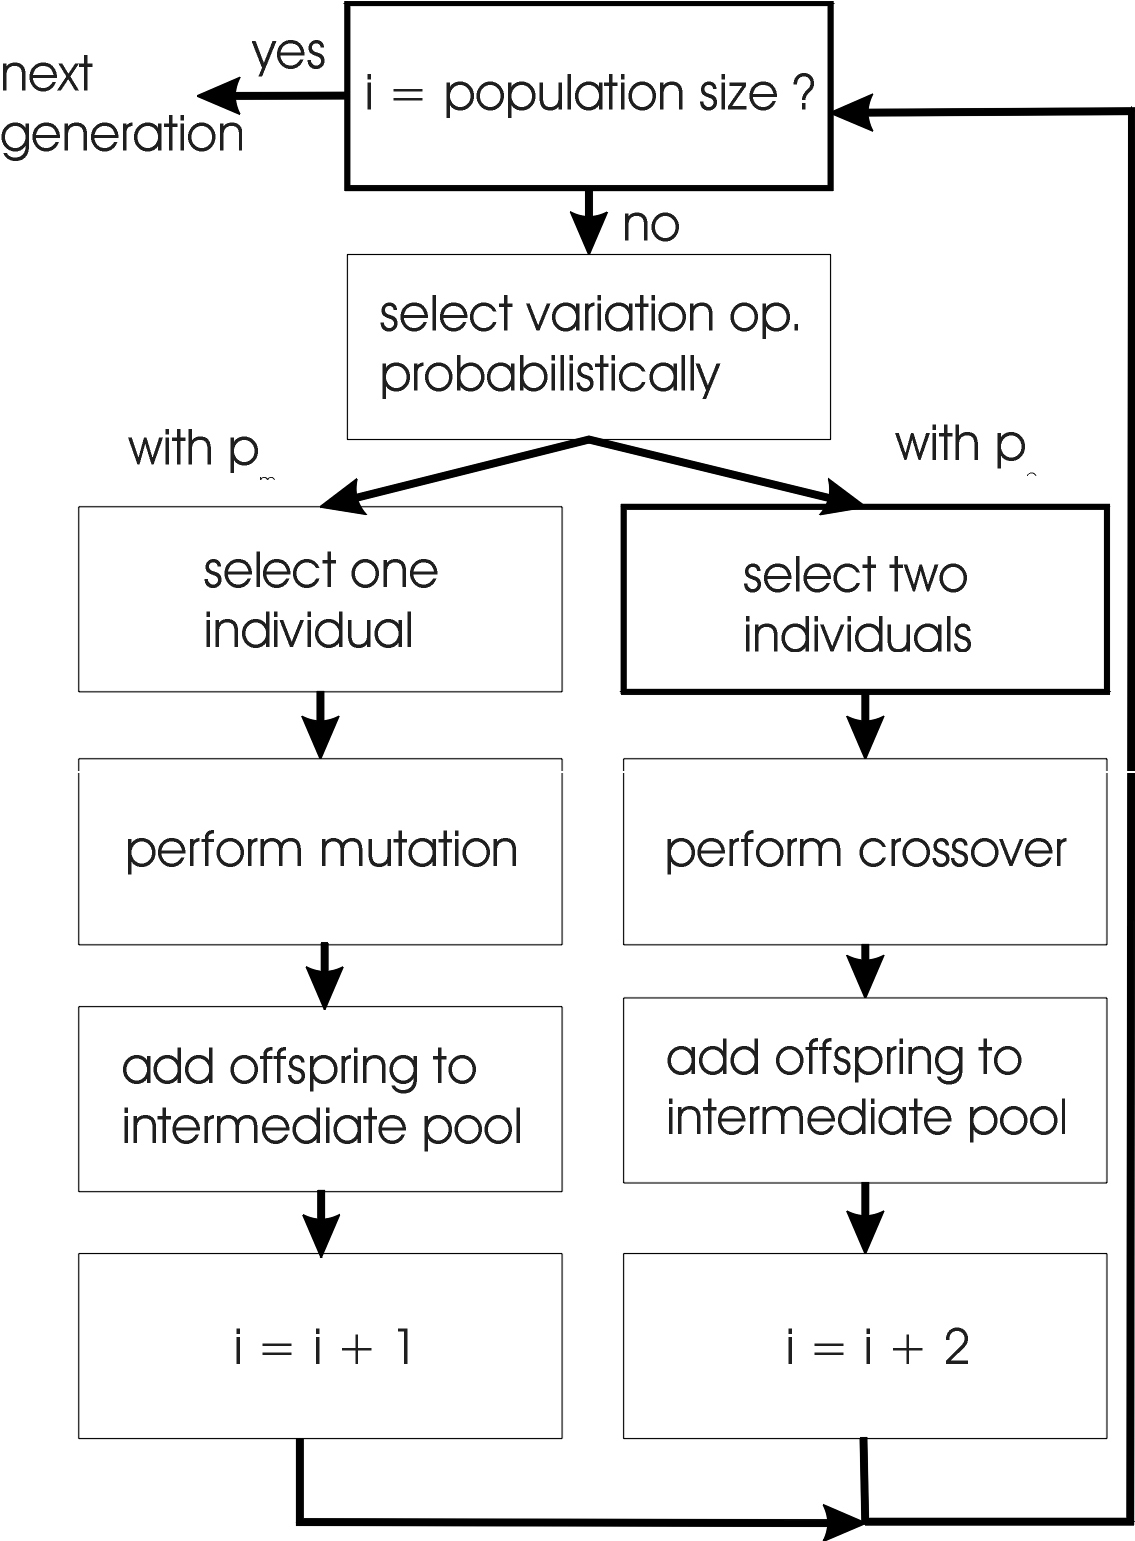 yes
next
generation
i = population size ?
no
select variation op.
probabilistically
with p
with p
select one
individual
select two
individuals
perform mutation
perform crossover
add offspring to
intermediate pool
add offspring to
intermediate pool
i = i + 1
i = i + 2